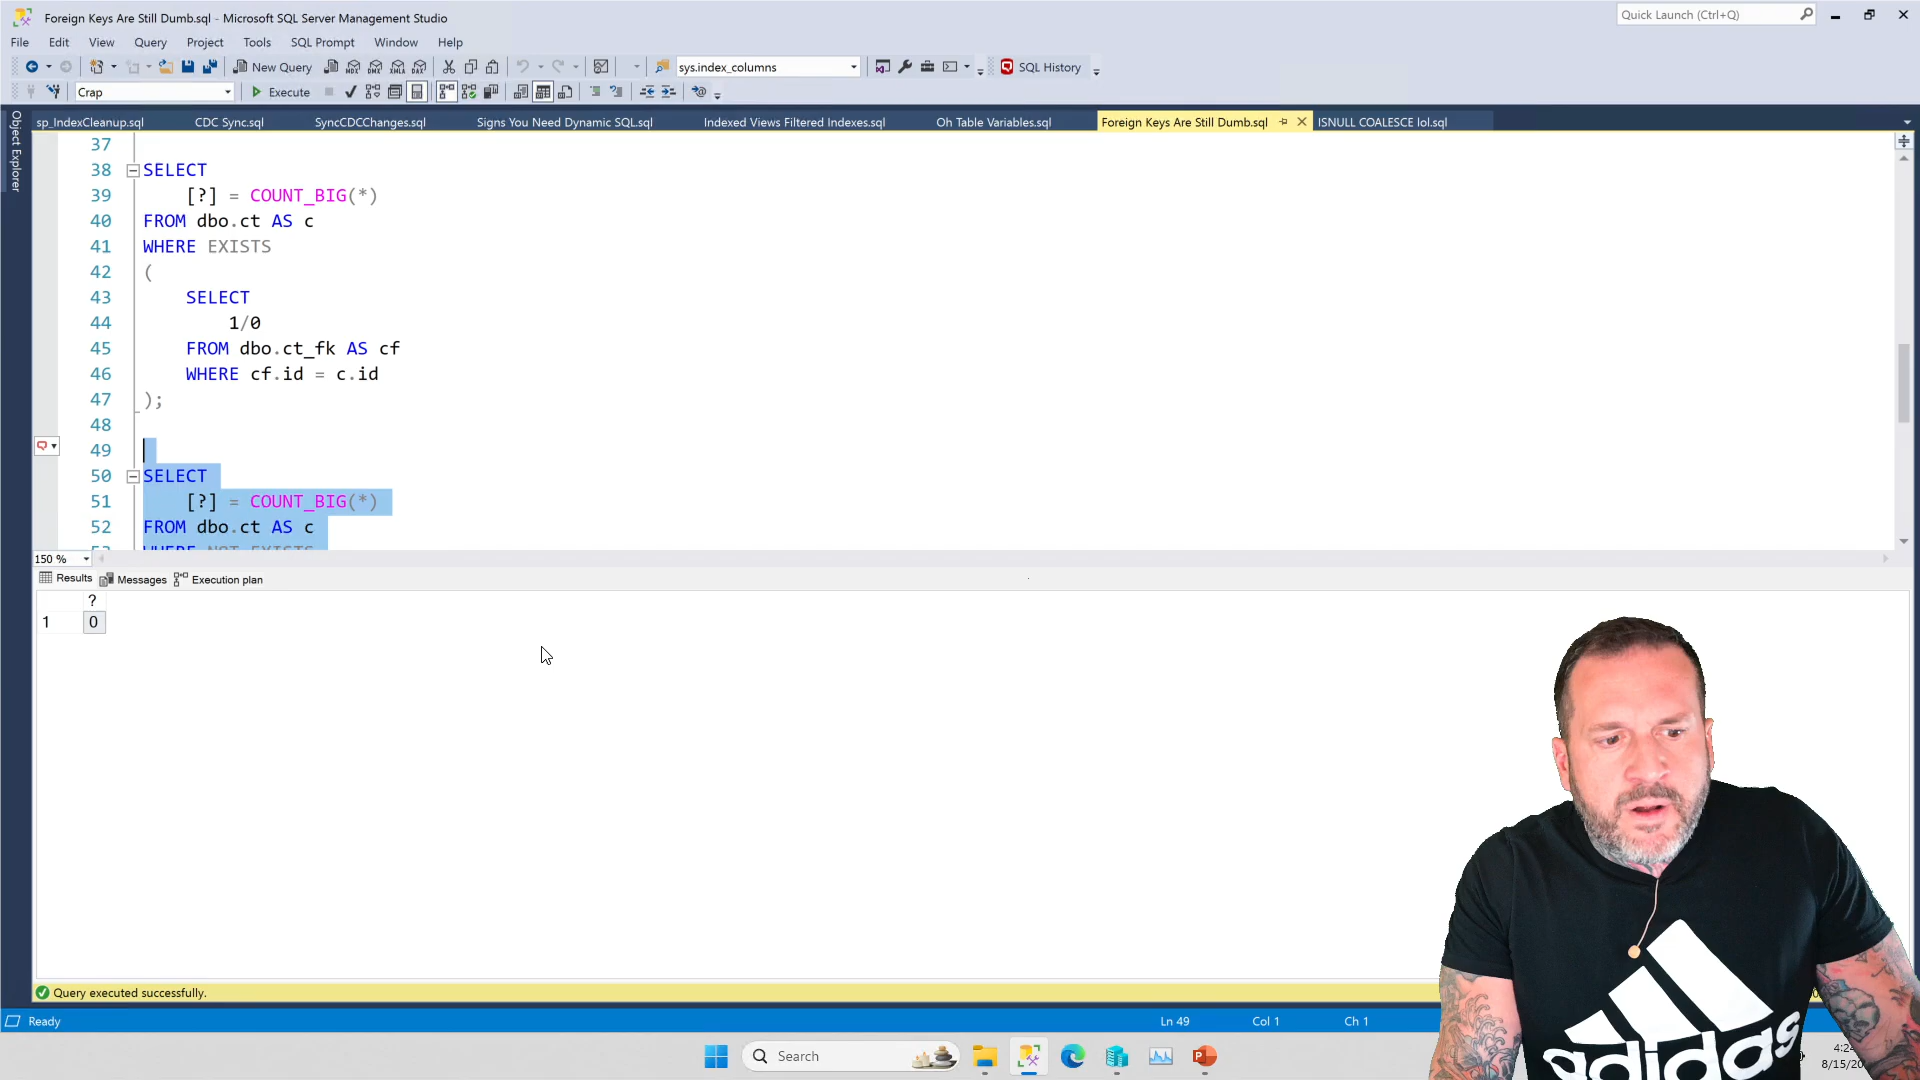 Foreign Keys Are Still Dumb.sql - Microsoft SQL Server Management Studio
Quick Launch (Ctrl+Q)
File Edit View Query Project Tools SQL Prompt Window Help
New Query
sys.index_columns
SQL History
Crap
Execute
sp_IndexCleanup.sql CDC Sync.sql SyncCDCChanges.sql Signs You Need Dynamic SQL.sql Indexed Views Filtered Indexes.sql Oh Table Variables.sql Foreign Keys Are Still Dumb.sql ISNULL COALESCE lol.sql
Object Explorer
37
38 SELECT
39 [?] = COUNT_BIG(*)
40 FROM dbo.ct AS c
41 WHERE EXISTS
42 (
43 SELECT
44 1/0
45 FROM dbo.ct_fk AS cf
46 WHERE cf.id = c.id
47 );
48
49
50 SELECT
51 [?] = COUNT_BIG(*)
52 FROM dbo.ct AS c
53 WHERE NOT EXISTS
150 %
Results Messages Execution plan
?
1 0
Query executed successfully.
Ready
Ln 49 Col 1 Ch 1
Search
adidas